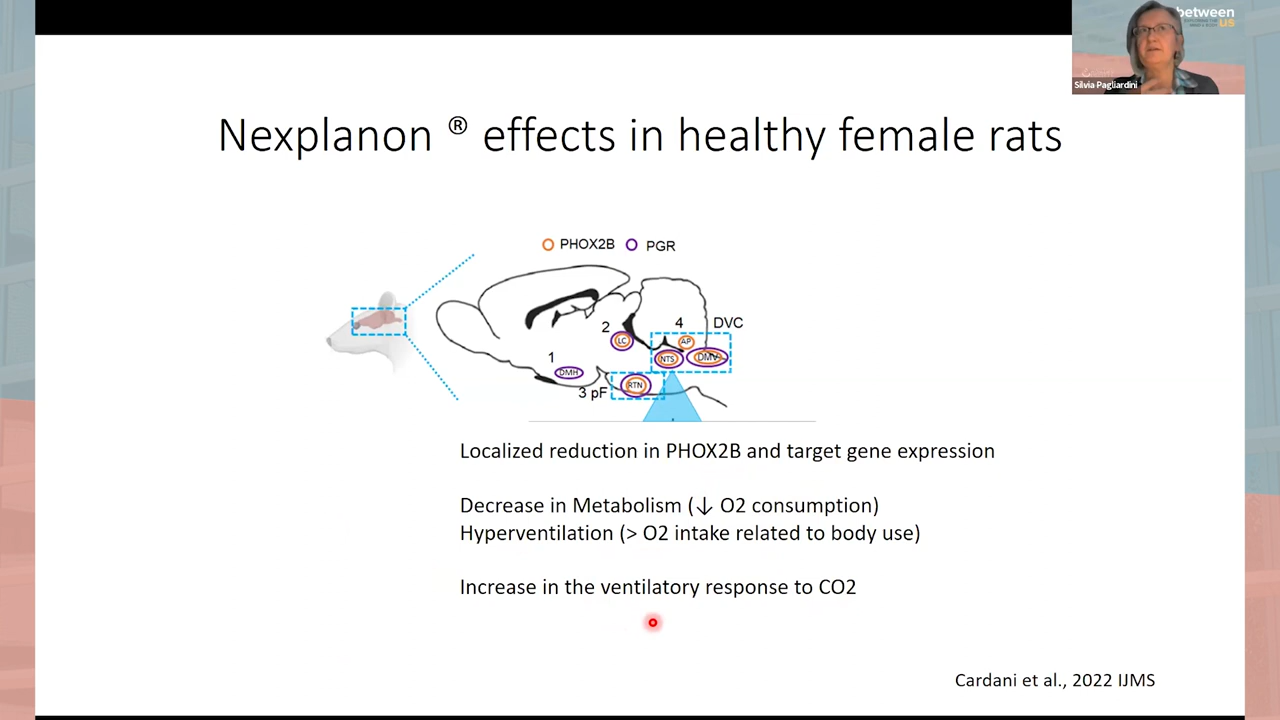 between
us
Silvia Pagliardini
Nexplanon ® effects in healthy female rats
PHOX2B PGR
2 4 DVC
LC AP
1 NTS DMV
DMH
3 pF RTN
Localized reduction in PHOX2B and target gene expression
Decrease in Metabolism (↓ O2 consumption)
Hyperventilation (> O2 intake related to body use)
Increase in the ventilatory response to CO2
Cardani et al., 2022 IJMS